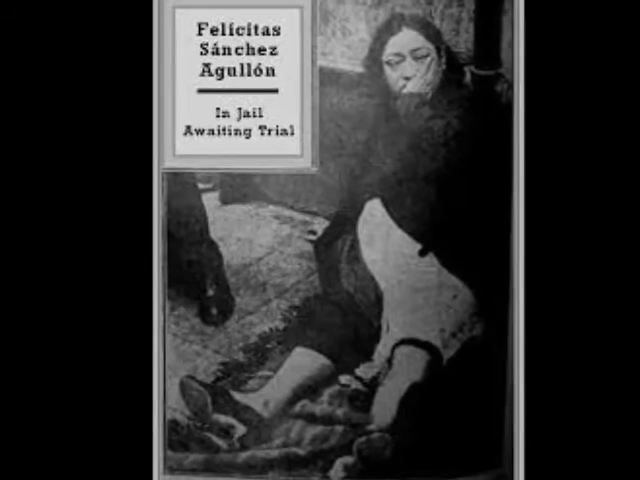 Felícitas
Sánchez
Agullón
In Jail
Awaiting Trial